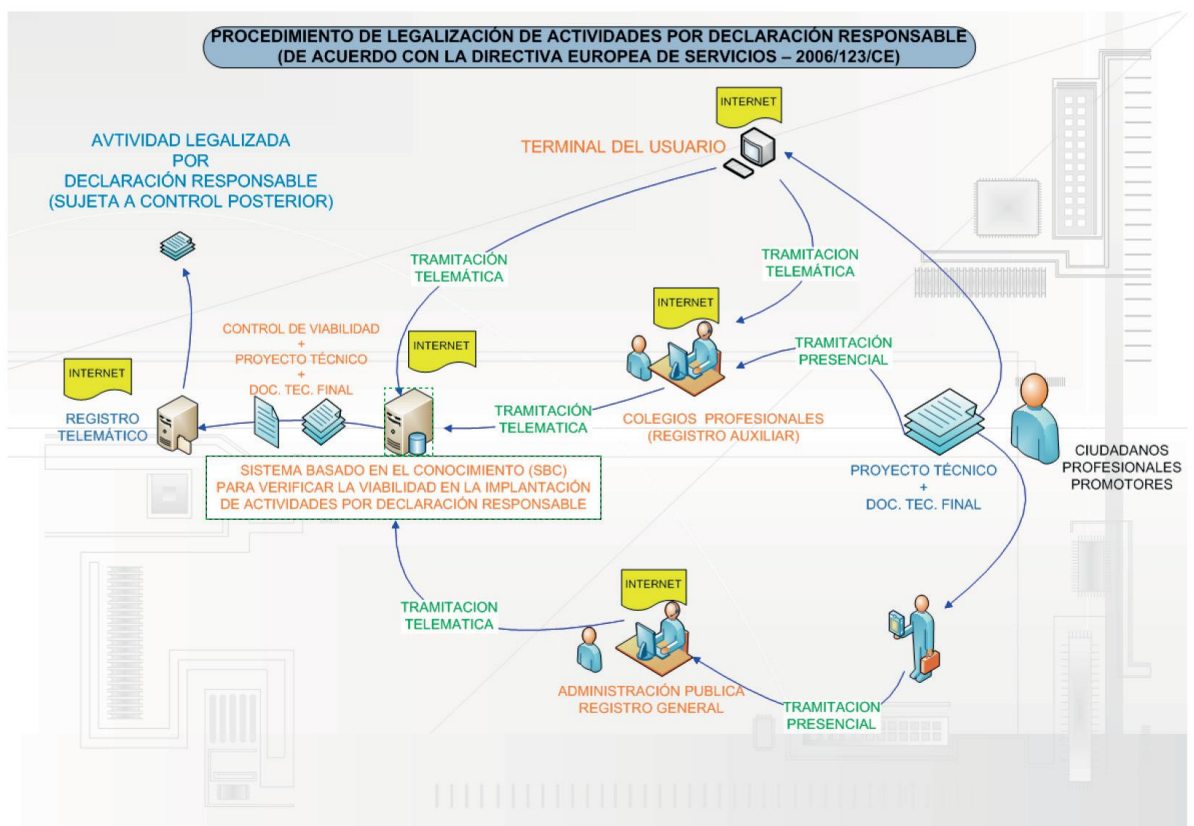 PROCEDIMIENTO DE LEGALIZACIÓN DE ACTIVIDADES POR DECLARACIÓN RESPONSABLE
(DE ACUERDO CON LA DIRECTIVA EUROPEA DE SERVICIOS – 2006/123/CE)
INTERNET
TERMINAL DEL USUARIO
AVTIVIDAD LEGALIZADA
POR
DECLARACIÓN RESPONSABLE
(SUJETA A CONTROL POSTERIOR)
TRAMITACIÓN
TELEMÁTICA
TRAMITACION
TELEMÁTICA
INTERNET
CONTROL DE VIABILIDAD
+
PROYECTO TÉCNICO
+
DOC. TEC. FINAL
INTERNET
TRAMITACIÓN
PRESENCIAL
INTERNET
REGISTRO
TELEMÁTICO
TRAMITACIÓN
TELEMATICA
COLEGIOS PROFESIONALES
(REGISTRO AUXILIAR)
SISTEMA BASADO EN EL CONOCIMIENTO (SBC)
PARA VERIFICAR LA VIABILIDAD EN LA IMPLANTACIÓN
DE ACTIVIDADES POR DECLARACIÓN RESPONSABLE
PROYECTO TÉCNICO
+
DOC. TEC. FINAL
CIUDADANOS
PROFESIONALES
PROMOTORES
INTERNET
TRAMITACION
TELEMATICA
ADMINISTRACIÓN PUBLICA
REGISTRO GENERAL
TRAMITACION
PRESENCIAL